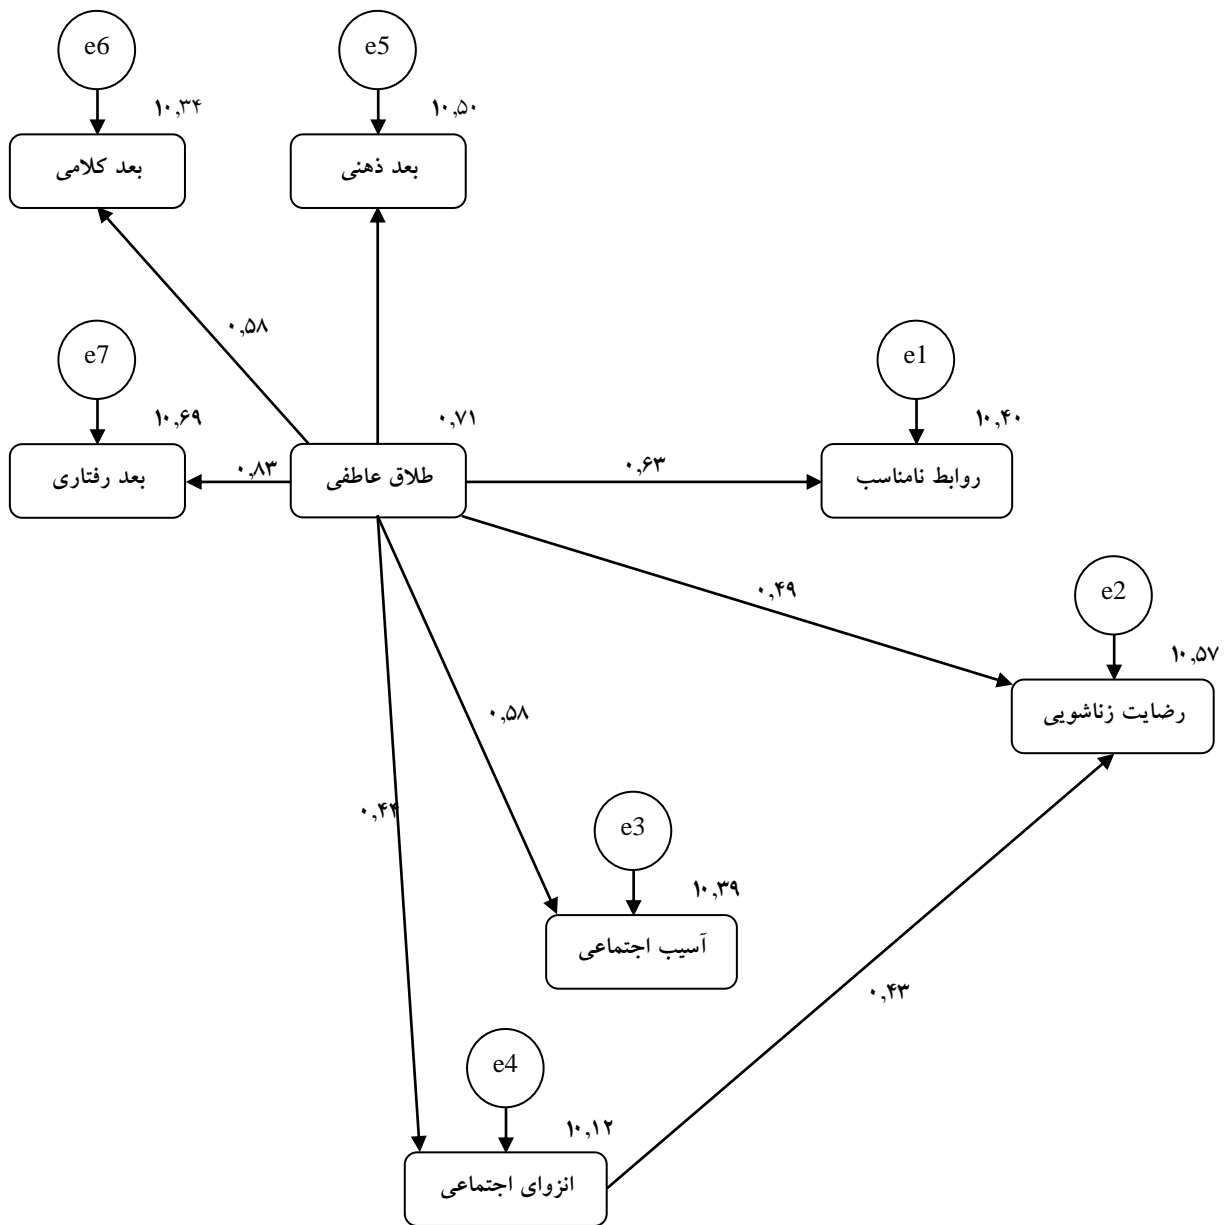 e6
e5
۱۰,۳۴
۱۰,۵۰
بعد کلامی
بعد ذهنی
۰,۵۸
e7
e1
۱۰,۶۹
۰,۷۱
۱۰,۴۰
بعد رفتاری
۰,۸۳
طلاق عاطفی
۰,۶۳
روابط نامناسب
۰,۴۹
e2
۱۰,۵۷
رضایت زناشویی
۰,۵۸
۰,۴۴
e3
۱۰,۳۹
آسیب اجتماعی
۰,۴۳
e4
۱۰,۱۲
انزوای اجتماعی